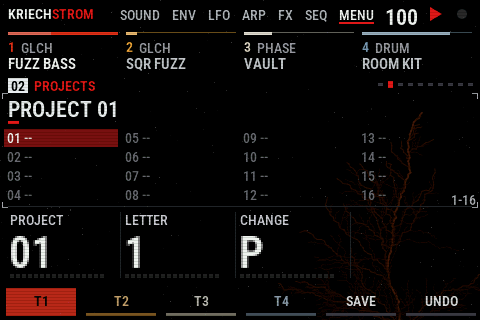 KRIECHSTROM SOUND ENV LFO ARP FX SEQ MENU 100
1 GLCH 2 GLCH 3 PHASE 4 DRUM
FUZZ BASS SQR FUZZ VAULT ROOM KIT
02 PROJECTS
PROJECT 01
01 -- 05 -- 09 -- 13 --
02 -- 06 -- 10 -- 14 --
03 -- 07 -- 11 -- 15 --
04 -- 08 -- 12 -- 16 --
1-16
PROJECT LETTER CHANGE
01 1 P
T1 T2 T3 T4 SAVE UNDO